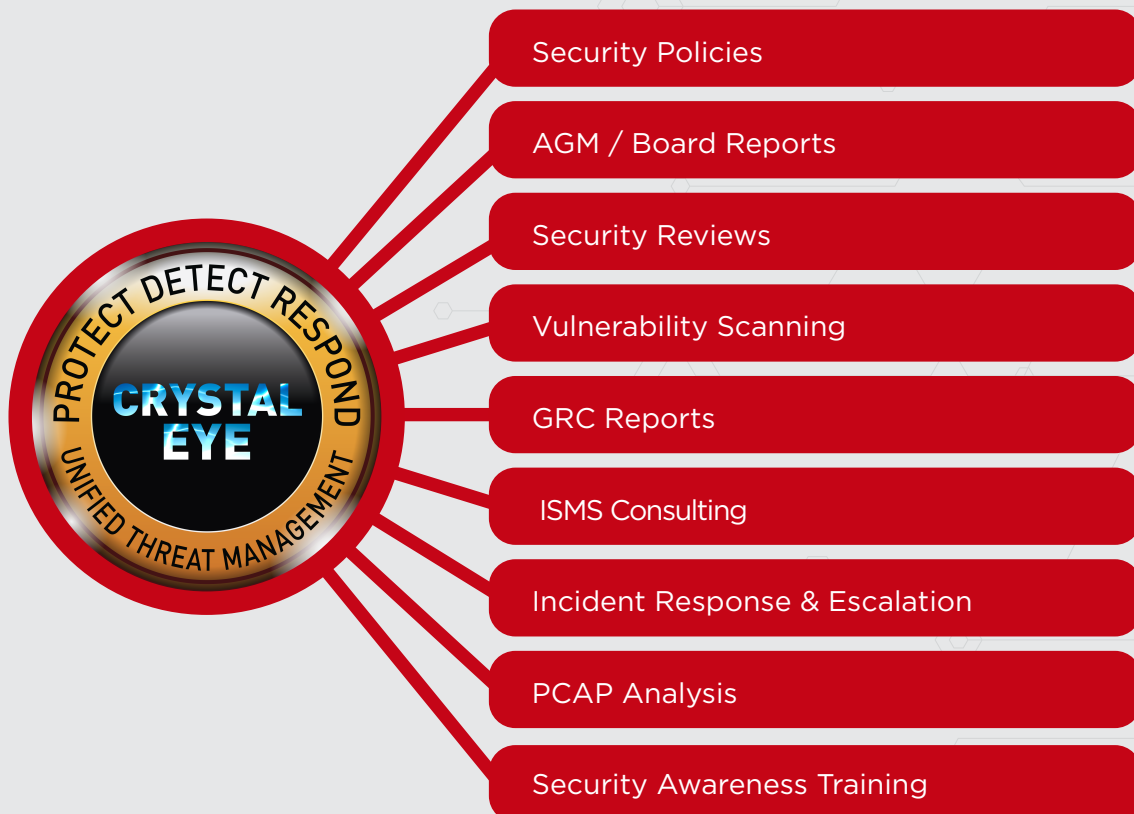 PROTECT DETECT RESPOND
CRYSTAL
EYE
UNIFIED THREAT MANAGEMENT
Security Policies
AGM / Board Reports
Security Reviews
Vulnerability Scanning
GRC Reports
ISMS Consulting
Incident Response & Escalation
PCAP Analysis
Security Awareness Training